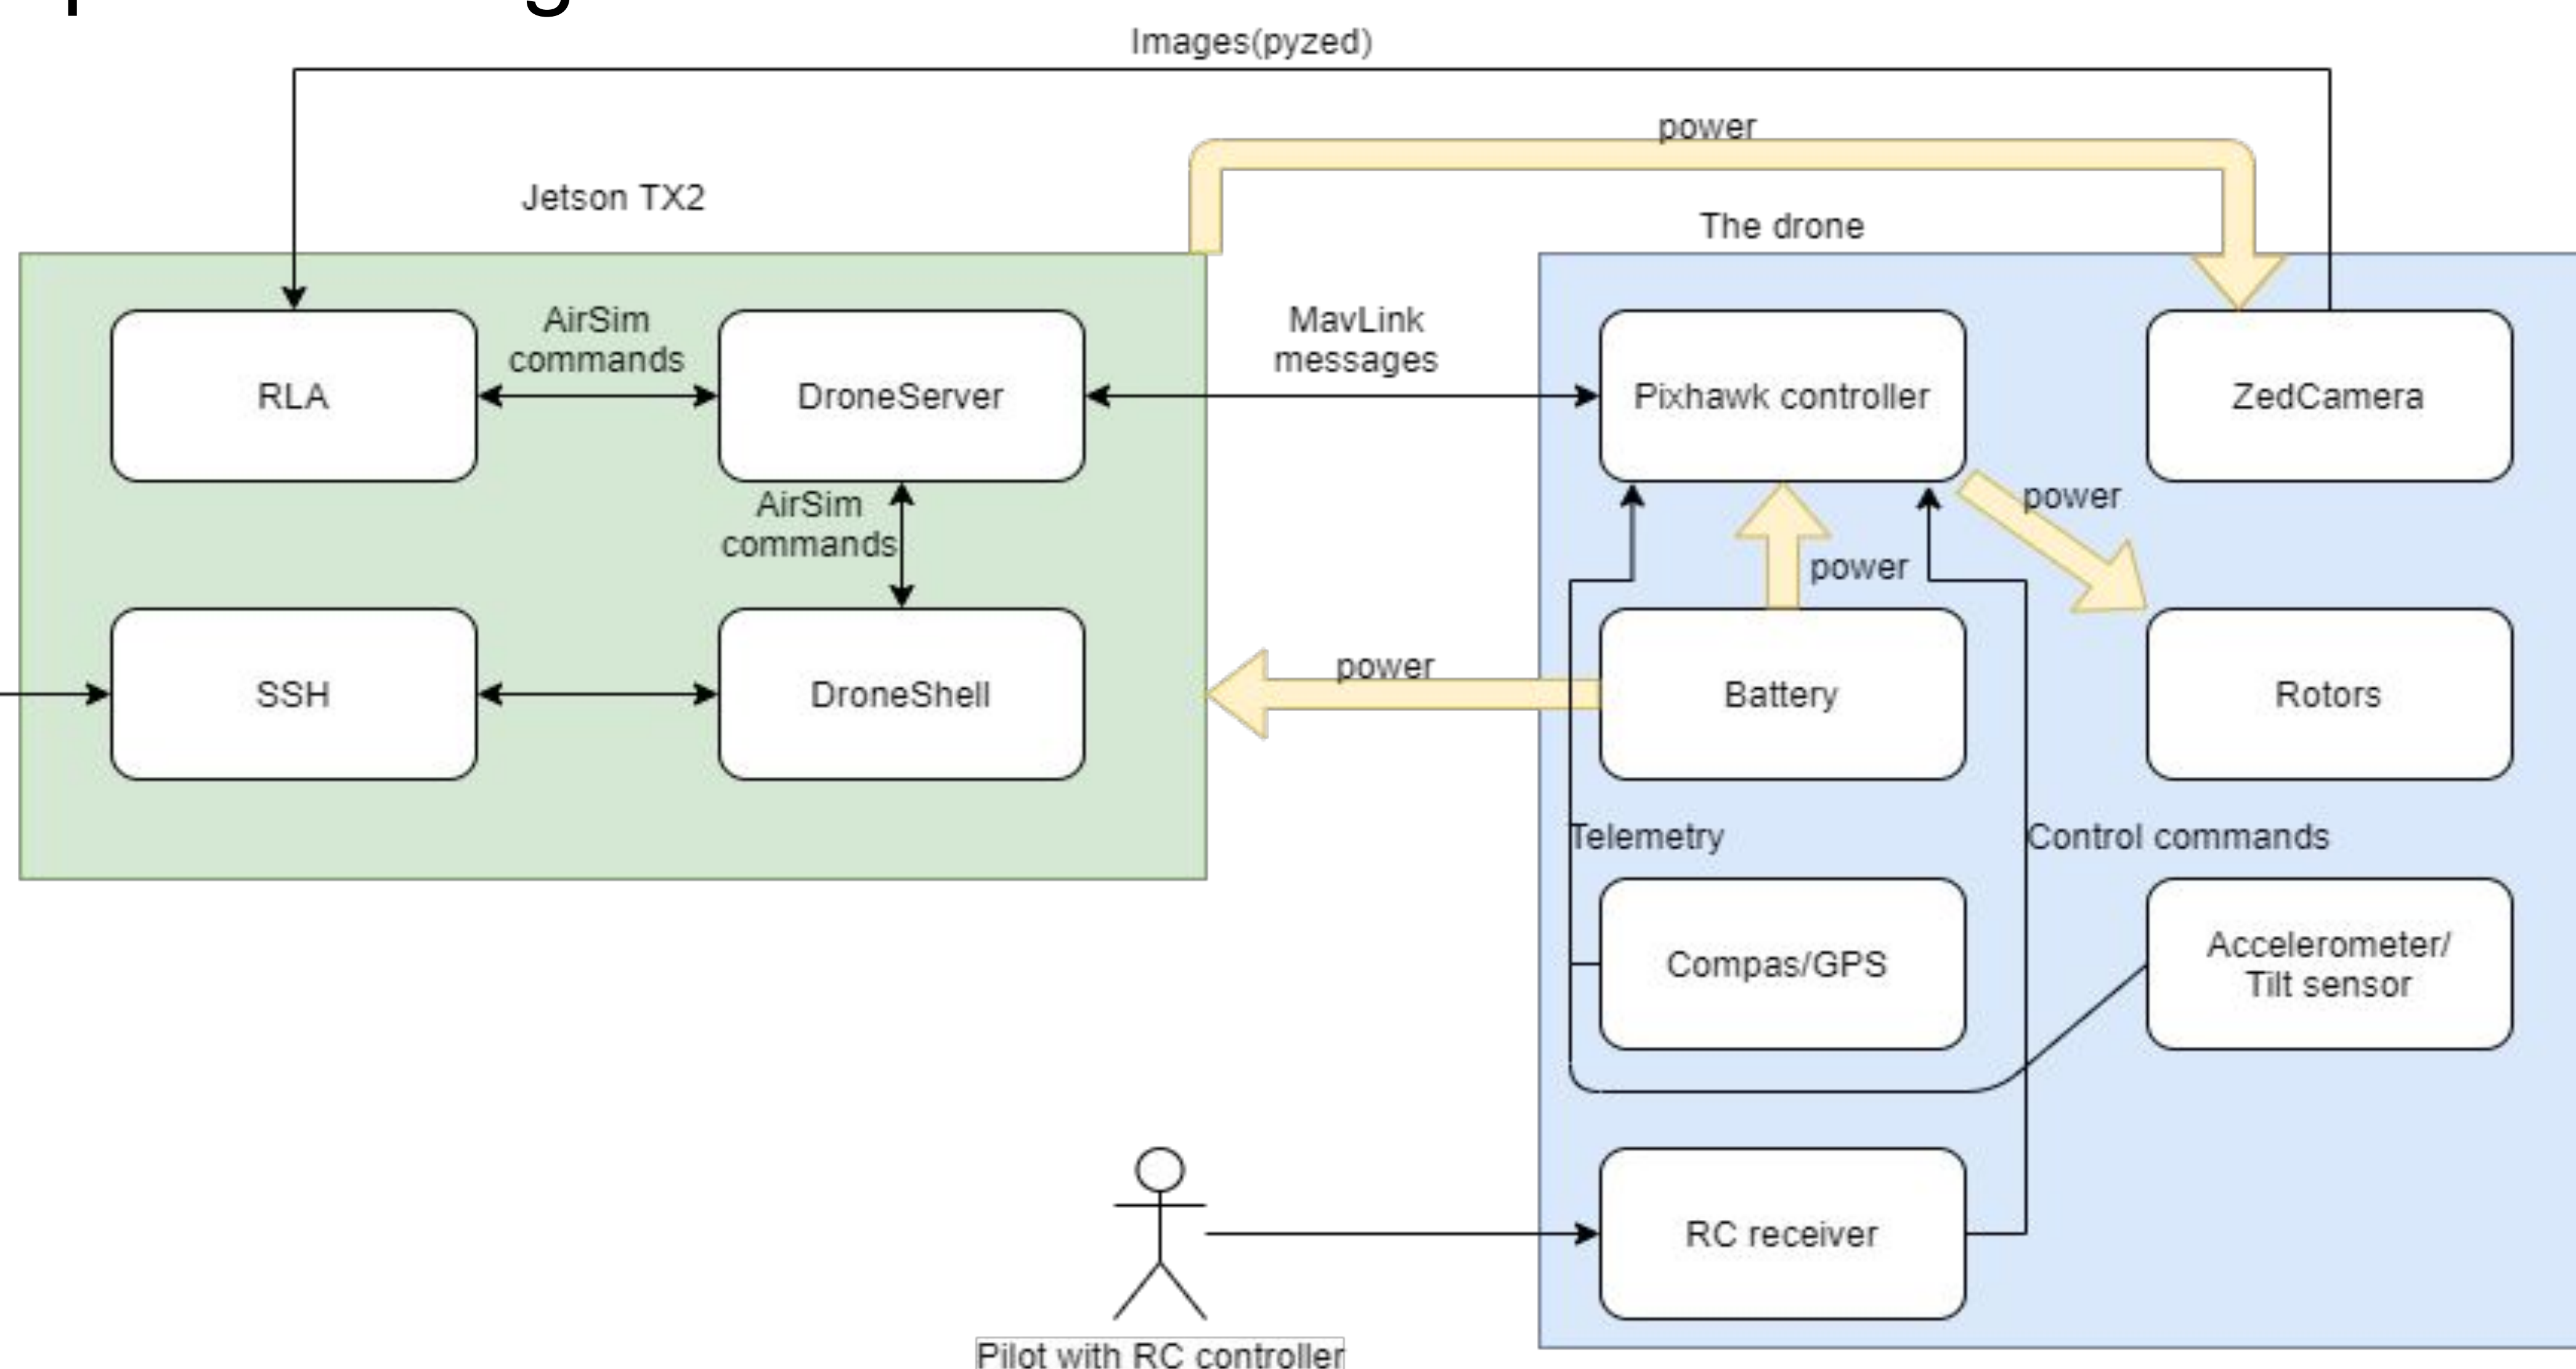 Images(pyzed)
power
Jetson TX2
The drone
AirSim
commands
MavLink
messages
RLA
DroneServer
Pixhawk controller
ZedCamera
AirSim
commands
power
power
SSH
DroneShell
power
Battery
Rotors
Telemetry
Control commands
Compas/GPS
Accelerometer/
Tilt sensor
RC receiver
Pilot with RC controller